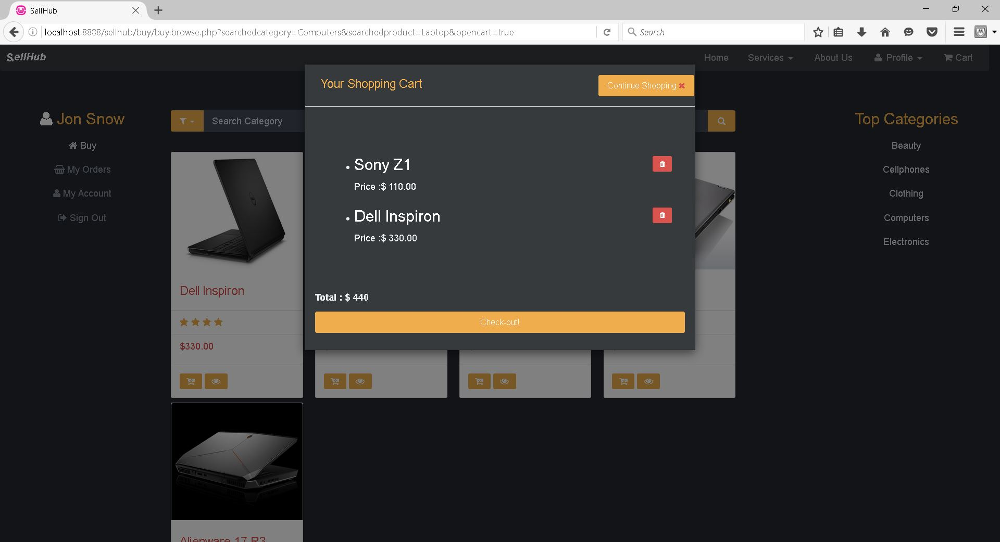 SellHub
localhost:8888/sellhub/buy/buy.browse.php?searchedcategory=Computers&searchedproduct=Laptop&opencart=true
Search
SellHub
Home
Services
About Us
Profile
Cart
Your Shopping Cart
Continue Shopping
Jon Snow
Search Category
Top Categories
Buy
My Orders
My Account
Sign Out
Beauty
Cellphones
Clothing
Computers
Electronics
Sony Z1
Price :$ 110.00
Dell Inspiron
Price :$ 330.00
Total : $ 440
Check-out!
Dell Inspiron
$330.00
Alienware 17 R3